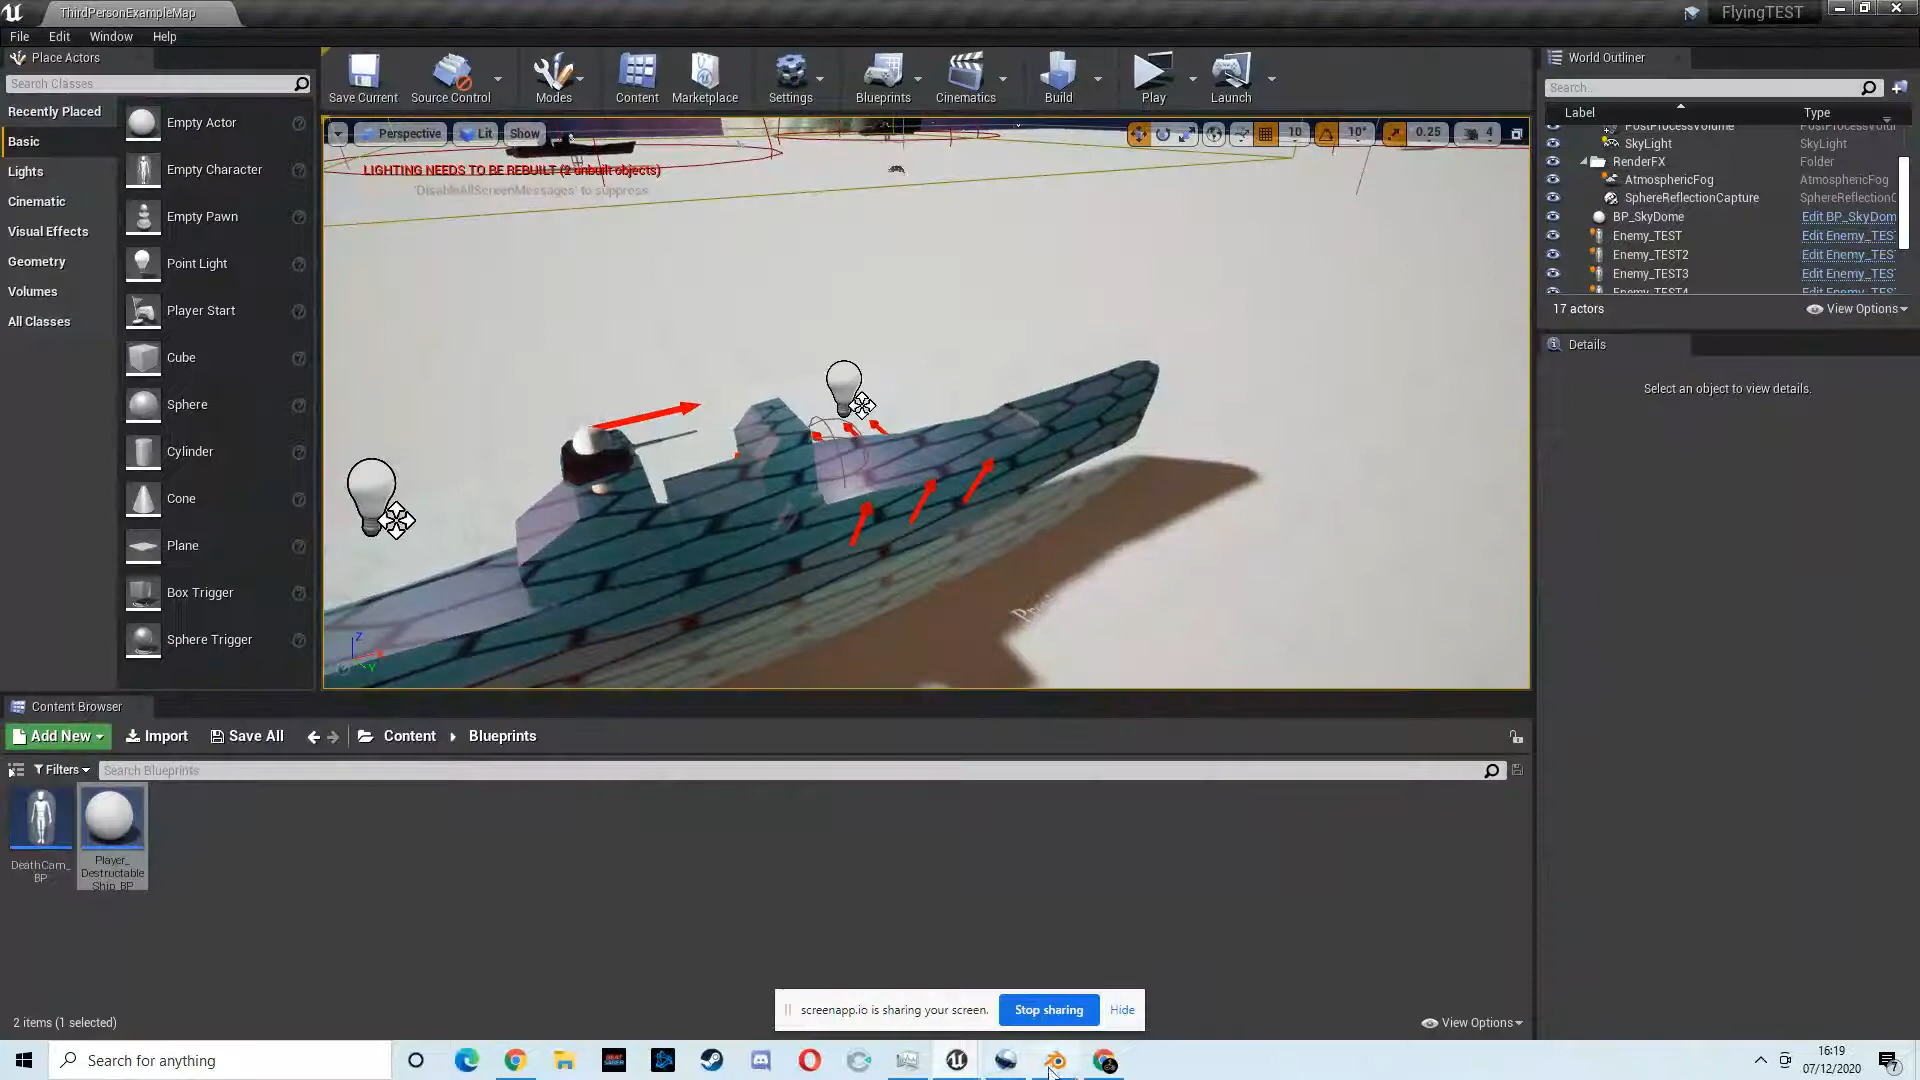 ThirdPersonExampleMap
FlyingTEST
File Edit Window Help
Place Actors
Search Classes
Recently Placed
Basic
Lights
Cinematic
Visual Effects
Geometry
Volumes
All Classes
Empty Actor
Empty Character
Empty Pawn
Point Light
Player Start
Cube
Sphere
Cylinder
Cone
Plane
Box Trigger
Sphere Trigger
Save Current
Source Control
Modes
Content
Marketplace
Settings
Blueprints
Cinematics
Build
Play
Launch
Perspective Lit Show
10 10° 0.25 4
LIGHTING NEEDS TO BE REBUILT (2 unbuilt objects)
'DisableAllScreenMessages' to suppress
Z
Y
World Outliner
Search...
Label Type
PostProcessVolume PostProcessVolu
SkyLight SkyLight
RenderFX Folder
AtmosphericFog AtmosphericFog
SphereReflectionCapture SphereReflectionC
BP_SkyDome Edit BP_SkyDom
Enemy_TEST Edit Enemy_TES
Enemy_TEST2 Edit Enemy_TES
Enemy_TEST3 Edit Enemy_TES
Enemy_TEST4 Edit Enemy_TES
17 actors View Options
Details
Select an object to view details.
Content Browser
Add New Import Save All Content Blueprints
Filters Search Blueprints
DeathCam_
BP
Player_
Destructable
Ship_BP
2 items (1 selected)
View Options
screenapp.io is sharing your screen. Stop sharing Hide
Search for anything
BEAT
SABER
16:19
07/12/2020
7